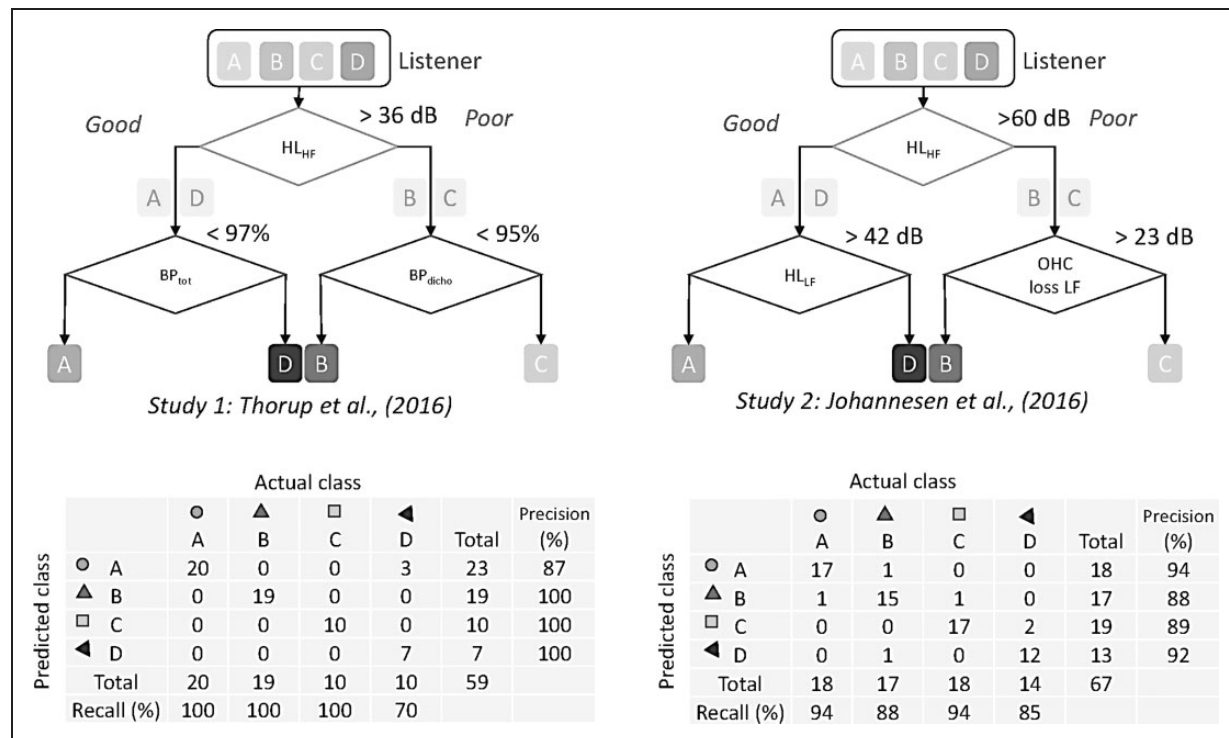 A B C D Listener
Good > 36 dB Poor
HL_HF
A D B C
< 97% < 95%
BP_tot BP_dicho
A D B C
Study 1: Thorup et al., (2016)
Actual class
A B C D Total Precision (%)
Predicted class
A 20 0 0 3 23 87
B 0 19 0 0 19 100
C 0 0 10 0 10 100
D 0 0 0 7 7 100
Total 20 19 10 10 59
Recall (%) 100 100 100 70
A B C D Listener
Good >60 dB Poor
HL_HF
A D B C
> 42 dB > 23 dB
HL_LF OHC
loss LF
A D B C
Study 2: Johannesen et al., (2016)
Actual class
A B C D Total Precision (%)
Predicted class
A 17 1 0 0 18 94
B 1 15 1 0 17 88
C 0 0 17 2 19 89
D 0 1 0 12 13 92
Total 18 17 18 14 67
Recall (%) 94 88 94 85